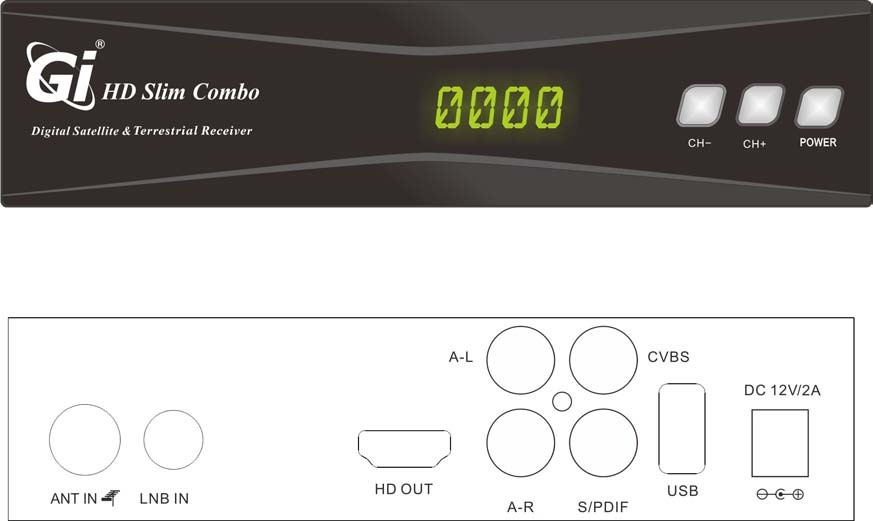 Gi® HD Slim Combo
Digital Satellite & Terrestrial Receiver
0000
CH− CH+ POWER
A-L CVBS
DC 12V/2A
ANT IN LNB IN HD OUT A-R S/PDIF USB